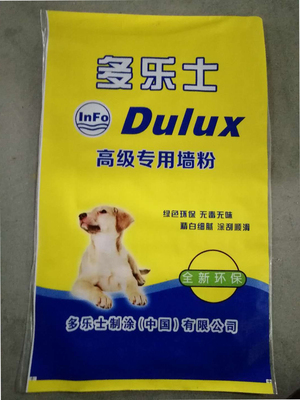 多乐士
InFo
Dulux
高级专用墙粉
绿色环保 无毒无味
精白细腻 涂刮顺滑
全新环保
多乐士制涂(中国)有限公司